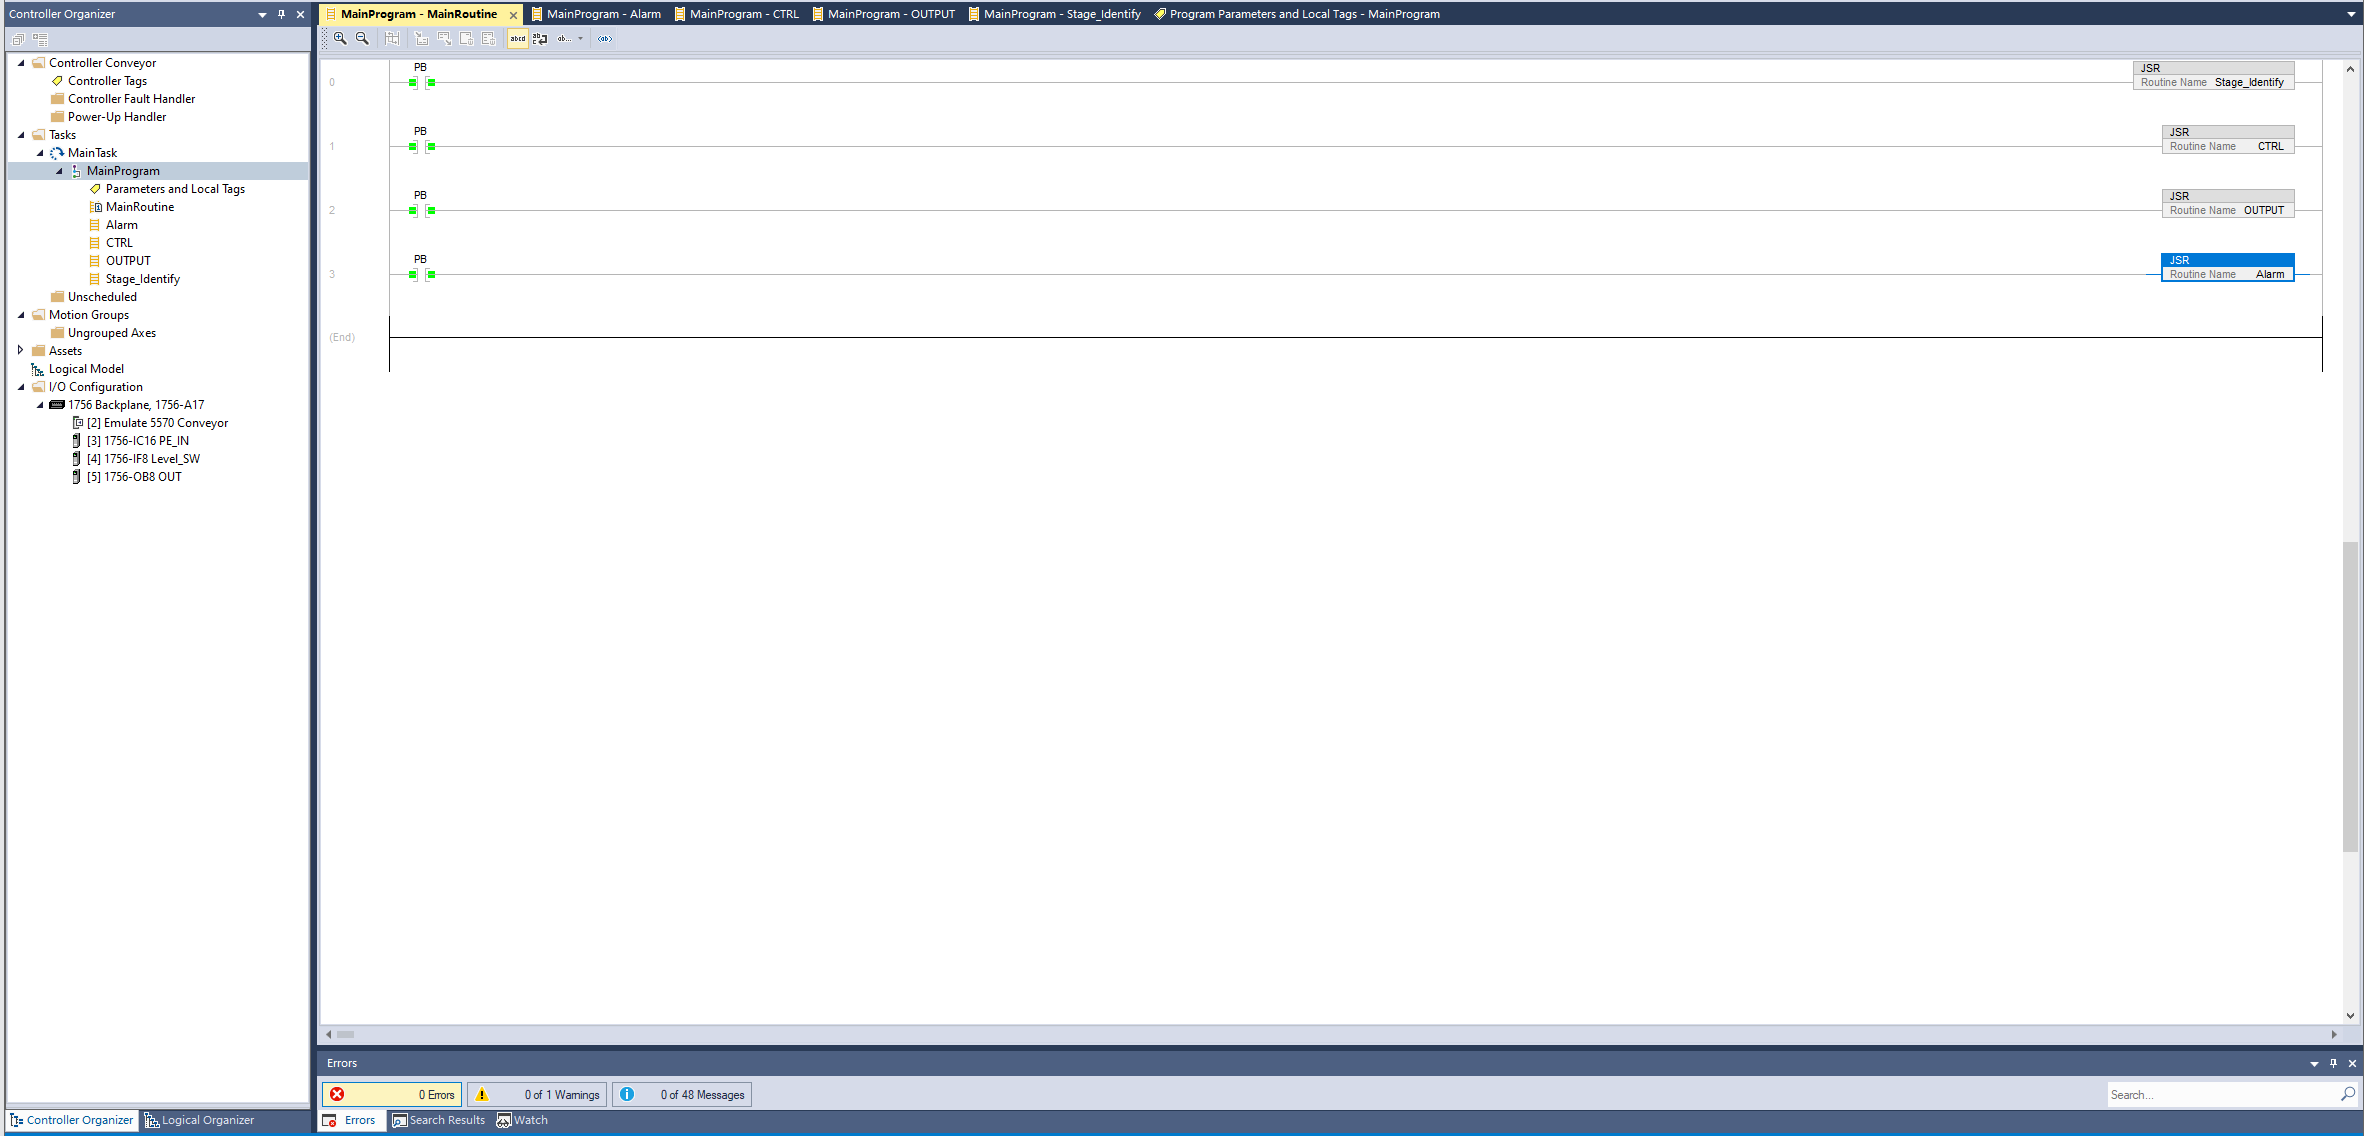 Controller Organizer
Controller Conveyor
Controller Tags
Controller Fault Handler
Power-Up Handler
Tasks
MainTask
MainProgram
Parameters and Local Tags
MainRoutine
Alarm
CTRL
OUTPUT
Stage_Identify
Unscheduled
Motion Groups
Ungrouped Axes
Assets
Logical Model
I/O Configuration
1756 Backplane, 1756-A17
[2] Emulate 5570 Conveyor
[3] 1756-IC16 PE_IN
[4] 1756-IF8 Level_SW
[5] 1756-OB8 OUT
Controller Organizer
Logical Organizer
MainProgram - MainRoutine
MainProgram - Alarm
MainProgram - CTRL
MainProgram - OUTPUT
MainProgram - Stage_Identify
Program Parameters and Local Tags - MainProgram
abcd
ab
c
ab...
<ab>
0
PB
JSR
Routine Name Stage_Identify
1
PB
JSR
Routine Name CTRL
2
PB
JSR
Routine Name OUTPUT
3
PB
JSR
Routine Name Alarm
(End)
Errors
0 Errors
0 of 1 Warnings
0 of 48 Messages
Search...
Errors
Search Results
Watch